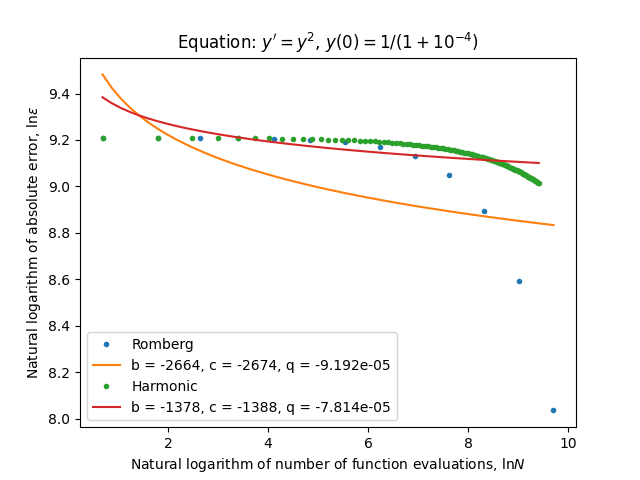 Equation: y′ = y², y(0) = 1/(1 + 10⁻⁴)
Natural logarithm of absolute error, lnε
9.4
9.2
9.0
8.8
8.6
8.4
8.2
8.0
Romberg
b = -2664, c = -2674, q = -9.192e-05
Harmonic
b = -1378, c = -1388, q = -7.814e-05
2 4 6 8 10
Natural logarithm of number of function evaluations, lnN